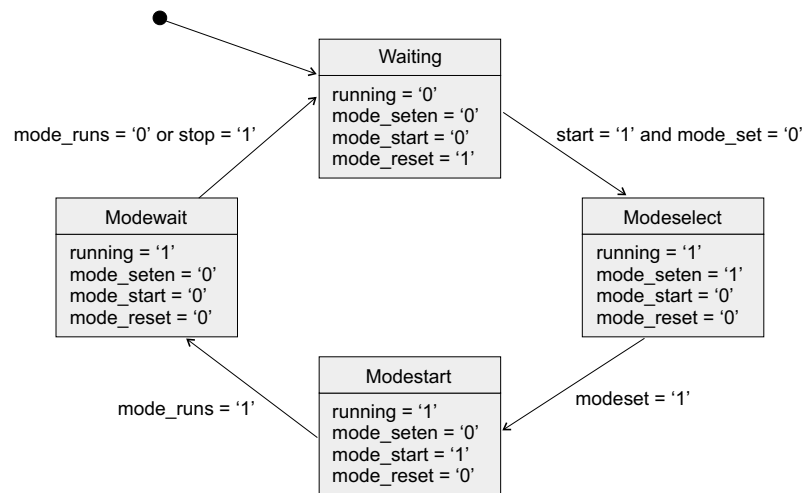 Waiting
running = ‘0’
mode_seten = ‘0’
mode_start = ‘0’
mode_reset = ‘1’
mode_runs = ‘0’ or stop = ‘1’
start = ‘1’ and mode_set = ‘0’
Modewait
running = ‘1’
mode_seten = ‘0’
mode_start = ‘0’
mode_reset = ‘0’
Modeselect
running = ‘1’
mode_seten = ‘1’
mode_start = ‘0’
mode_reset = ‘0’
Modestart
running = ‘1’
mode_seten = ‘0’
mode_start = ‘1’
mode_reset = ‘0’
mode_runs = ‘1’
modeset = ‘1’